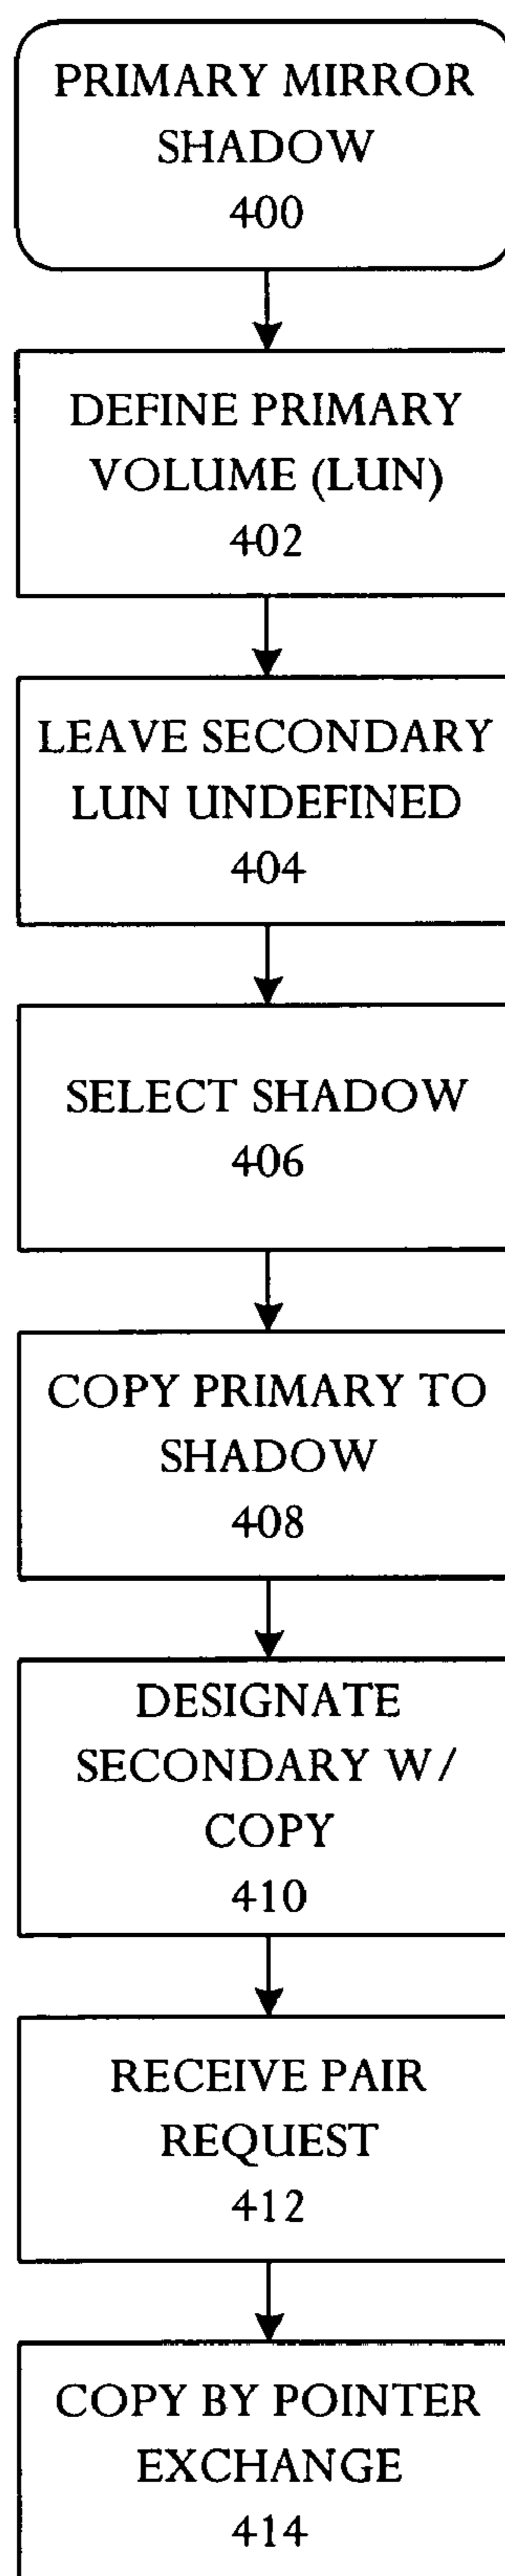 PRIMARY MIRROR
SHADOW
400
DEFINE PRIMARY
VOLUME (LUN)
402
LEAVE SECONDARY
LUN UNDEFINED
404
SELECT SHADOW
406
COPY PRIMARY TO
SHADOW
408
DESIGNATE
SECONDARY W/
COPY
410
RECEIVE PAIR
REQUEST
412
COPY BY POINTER
EXCHANGE
414